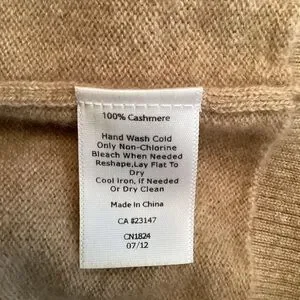 100% Cashmere
Hand Wash Cold
Only Non-Chlorine
Bleach When Needed
Reshape,Lay Flat To
Dry
Cool Iron, If Needed
Or Dry Clean
Made In China
CA #23147
CN1824
07/12